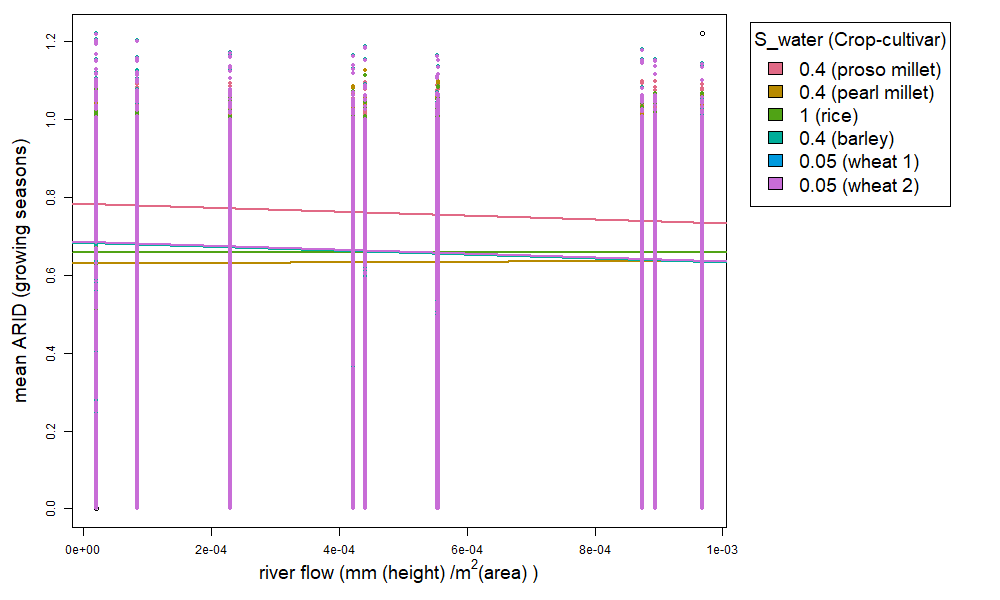 S_water (Crop-cultivar)
0.4 (proso millet)
0.4 (pearl millet)
1 (rice)
0.4 (barley)
0.05 (wheat 1)
0.05 (wheat 2)
mean ARID (growing seasons)
1.2
1.0
0.8
0.6
0.4
0.2
0.0
0e+00 2e-04 4e-04 6e-04 8e-04 1e-03
river flow (mm (height) /m²(area) )